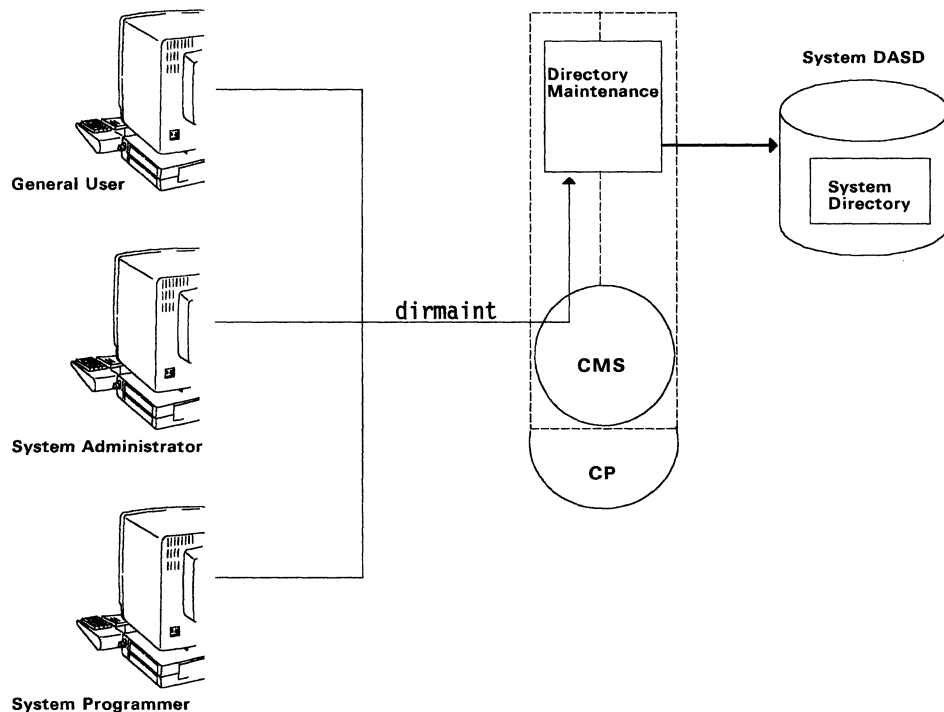 General User
System Administrator
System Programmer
dirmaint
Directory
Maintenance
CMS
CP
System DASD
System
Directory